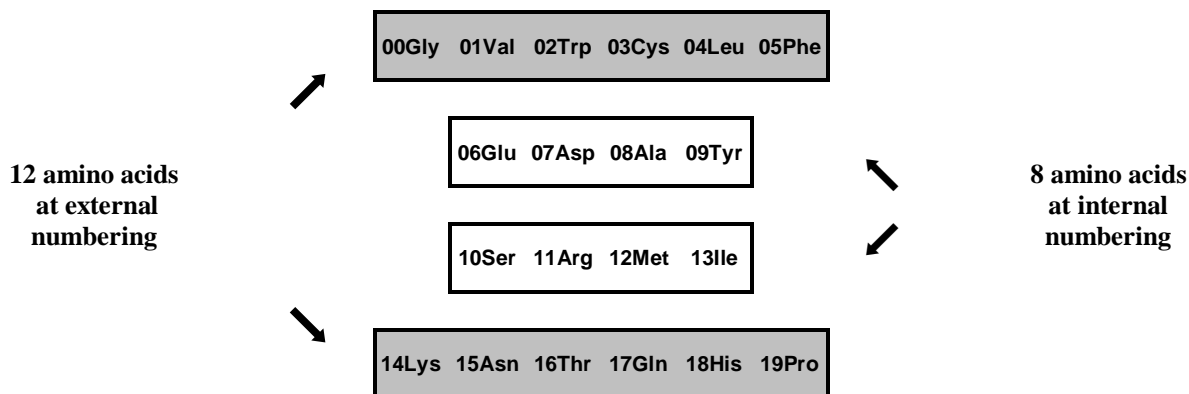 00Gly 01Val 02Trp 03Cys 04Leu 05Phe
06Glu 07Asp 08Ala 09Tyr
12 amino acids
at external
numbering
8 amino acids
at internal
numbering
10Ser 11Arg 12Met 13Ile
14Lys 15Asn 16Thr 17Gln 18His 19Pro